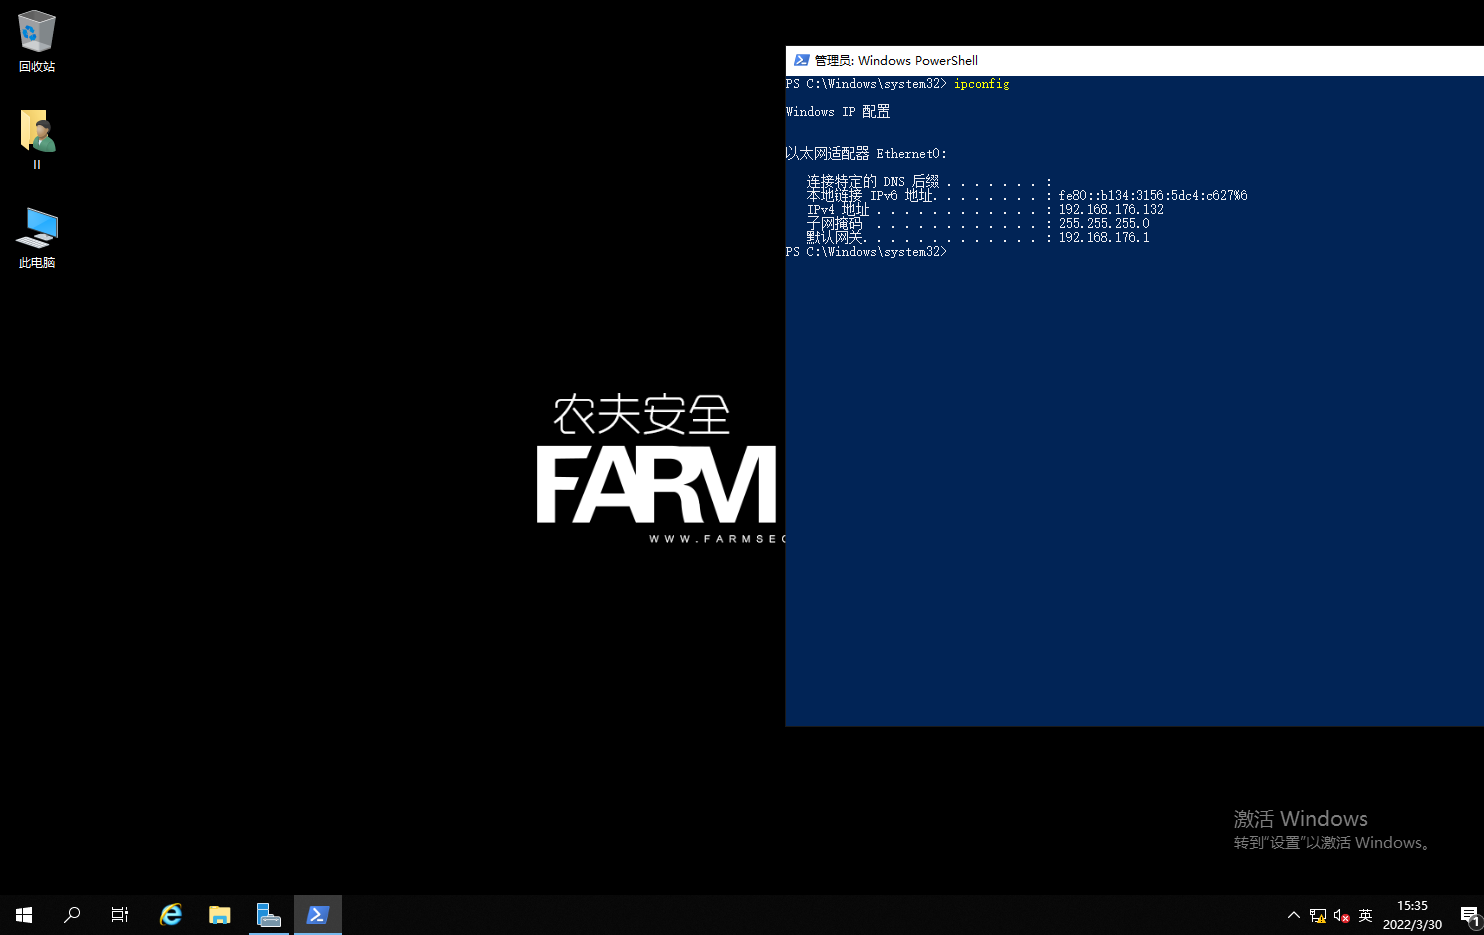 回收站
II
此电脑
管理员: Windows PowerShell
PS C:\Windows\system32> ipconfig
Windows IP 配置
以太网适配器 Ethernet0:
连接特定的 DNS 后缀 . . . . . . . :
本地链接 IPv6 地址. . . . . . . . : fe80::b134:3156:5dc4:c627%6
IPv4 地址 . . . . . . . . . . . . : 192.168.176.132
子网掩码  . . . . . . . . . . . . : 255.255.255.0
默认网关. . . . . . . . . . . . . : 192.168.176.1
PS C:\Windows\system32>
农夫安全
FARM
WWW.FARMSEC
激活 Windows
转到“设置”以激活 Windows。
英
15:35
2022/3/30
1